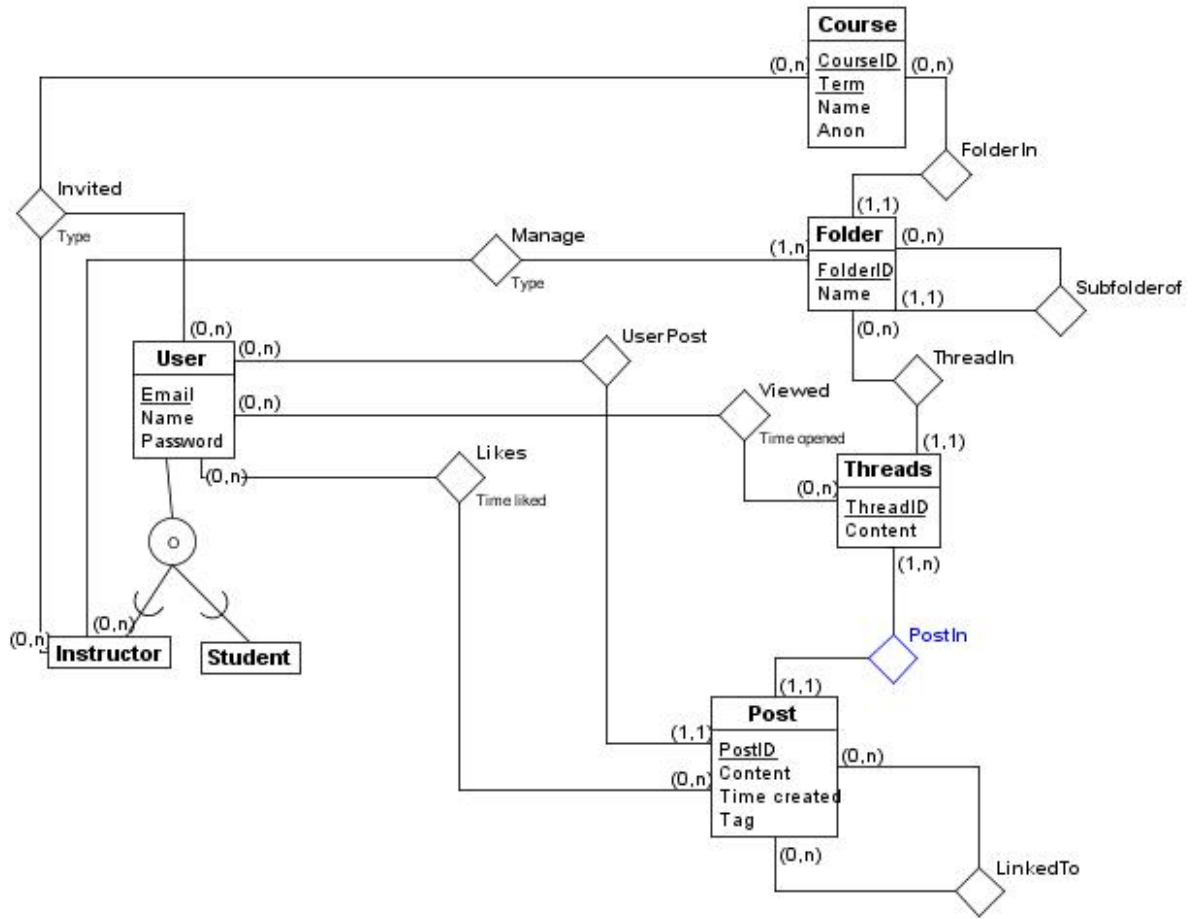 Course
CourseID
Term
Name
Anon
(0,n)
(0,n)
FolderIn
Invited
Type
(1,1)
Manage
Type
(1,n)
Folder
FolderID
Name
(0,n)
(1,1)
Subfolderof
(0,n)
(0,n)
User
Email
Name
Password
(0,n)
UserPost
(0,n)
Viewed
Time opened
ThreadIn
(1,1)
(0,n)
Likes
Time liked
(0,n)
Threads
ThreadID
Content
(1,n)
o
(0,n)
(0,n)
Instructor
Student
PostIn
(1,1)
Post
PostID
Content
Time created
Tag
(1,1)
(0,n)
(0,n)
(0,n)
LinkedTo